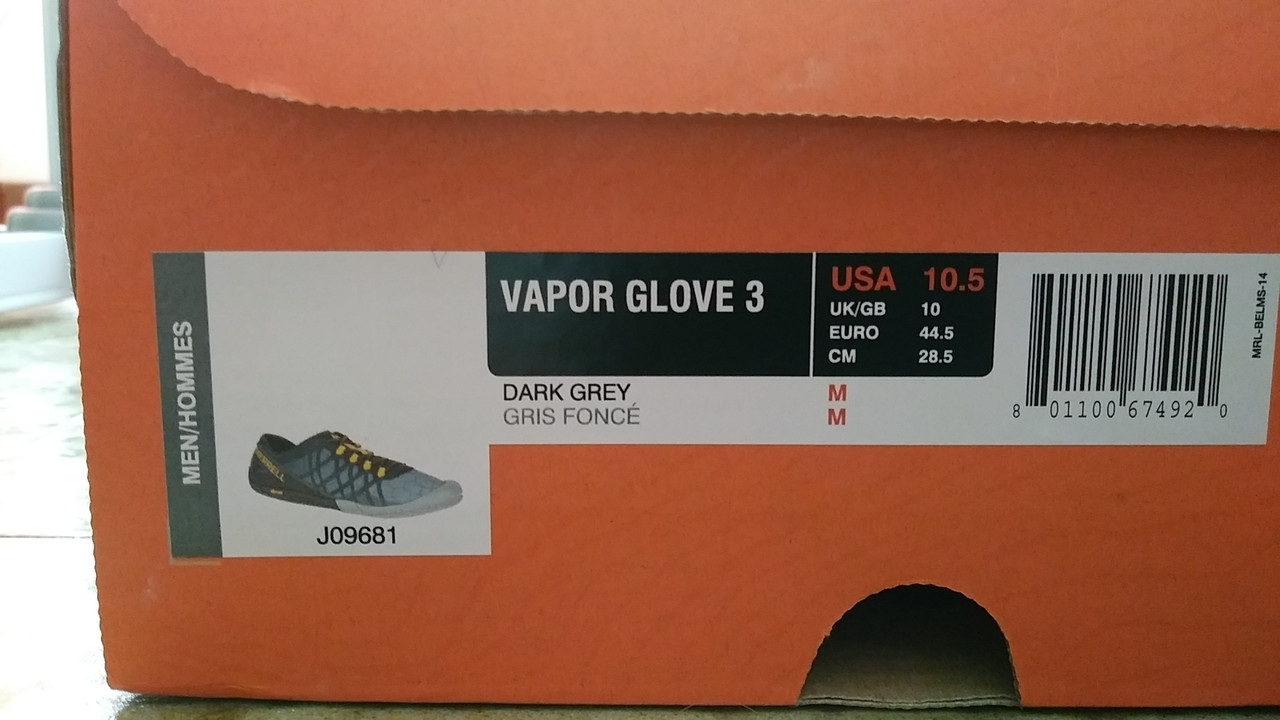 MEN/HOMMES
MERRELL
J09681
VAPOR GLOVE 3
DARK GREY
GRIS FONCÉ
USA 10.5
UK/GB 10
EURO 44.5
CM 28.5
M
M
8 01100 67492 0
MRL-BELMS-14